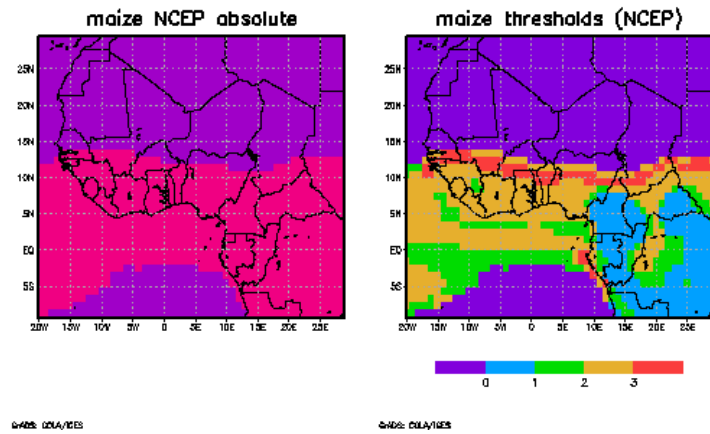 maize NCEP absolute
25N
20N
15N
10N
5N
EQ
5S
20W 15W 10W 5W 0 5E 10E 15E 20E 25E
GrADS: COLA/IGES
maize thresholds (NCEP)
25N
20N
15N
10N
5N
EQ
5S
20W 15W 10W 5W 0 5E 10E 15E 20E 25E
0 1 2 3
GrADS: COLA/IGES